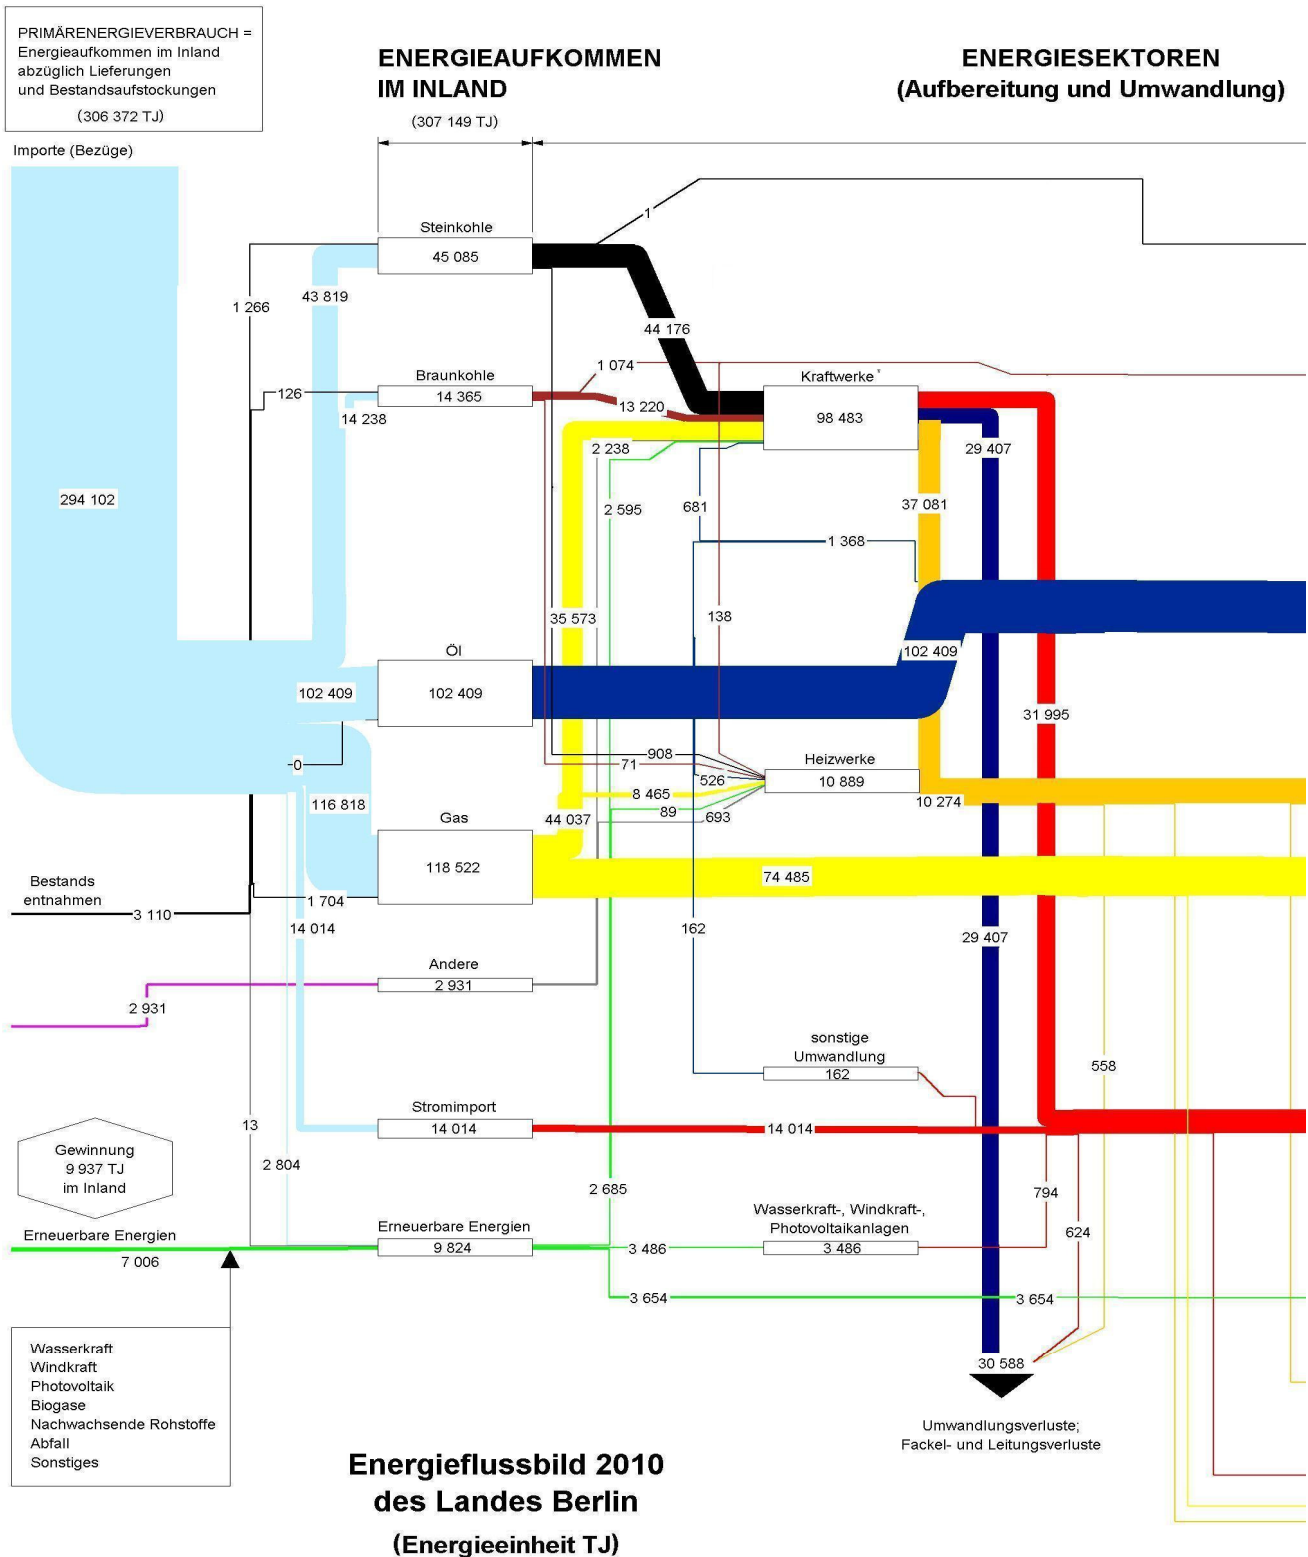 PRIMÄRENERGIEVERBRAUCH =
Energieaufkommen im Inland
abzüglich Lieferungen
und Bestandsaufstockungen
(306 372 TJ)
ENERGIEAUFKOMMEN
IM INLAND
(307 149 TJ)
ENERGIESEKTOREN
(Aufbereitung und Umwandlung)
Importe (Bezüge)
1
Steinkohle
45 085
43 819
1 266
44 176
1 074
Braunkohle
14 365
126
14 238
13 220
Kraftwerke *
98 483
2 238
29 407
294 102
2 595
681
37 081
1 368
35 573
138
Öl
102 409
102 409
102 409
31 995
0
908
71
526
Heizwerke
10 889
116 818
8 465
10 274
89
693
Gas
118 522
44 037
74 485
Bestands
entnahmen
3 110
1 704
14 014
162
29 407
Andere
2 931
2 931
sonstige
Umwandlung
162
558
Stromimport
14 014
14 014
13
Gewinnung
9 937 TJ
im Inland
2 804
2 685
794
624
Erneuerbare Energien
7 006
Erneuerbare Energien
9 824
3 486
Wasserkraft-, Windkraft-,
Photovoltaikanlagen
3 486
3 654
3 654
Wasserkraft
Windkraft
Photovoltaik
Biogase
Nachwachsende Rohstoffe
Abfall
Sonstiges
30 588
Umwandlungsverluste;
Fackel- und Leitungsverluste
Energieflussbild 2010
des Landes Berlin
(Energieeinheit TJ)